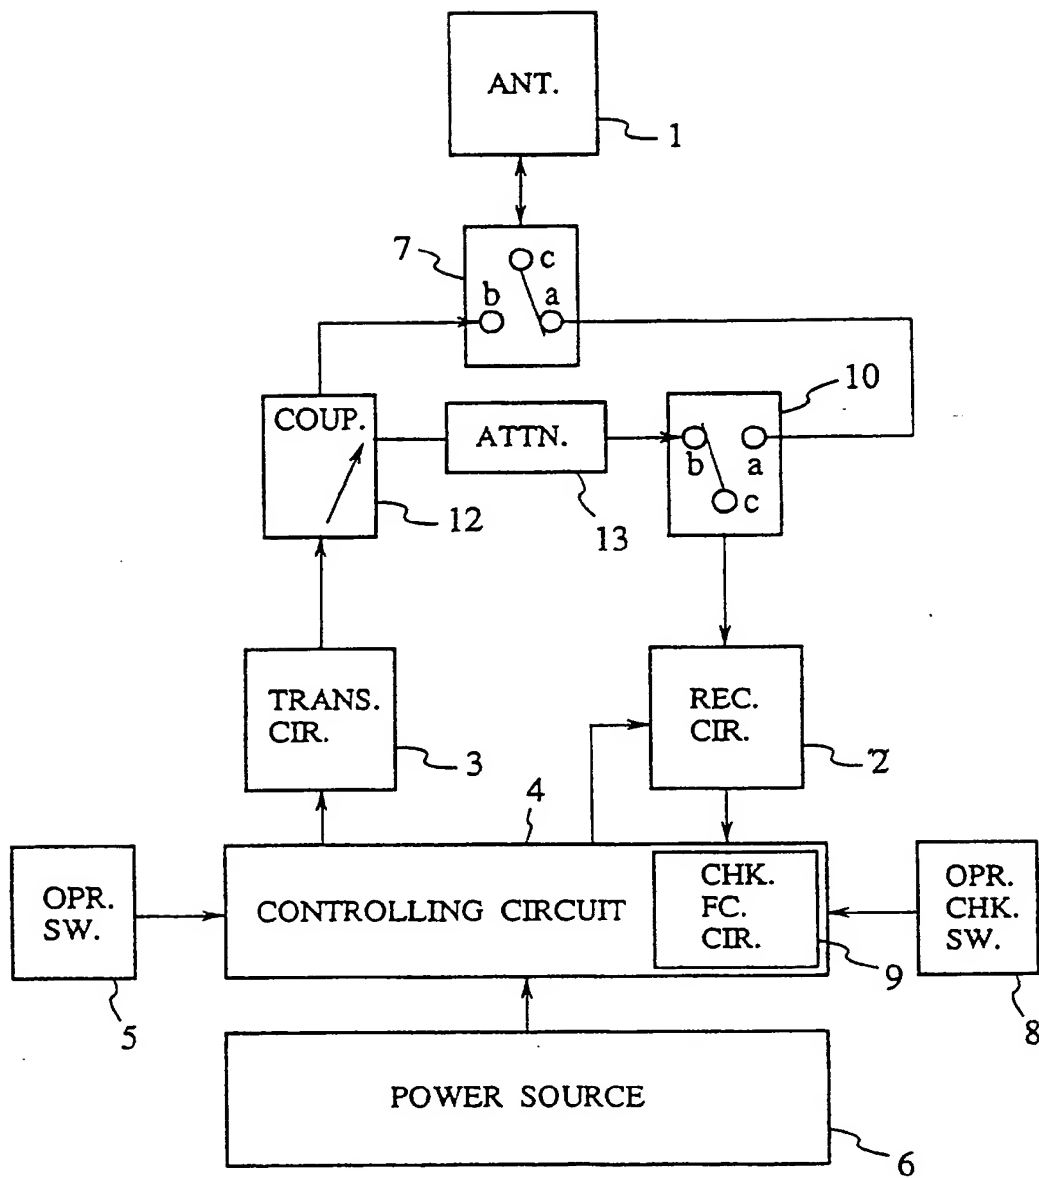 ANT.
1
7
c
b
a
10
COUP.
ATTN.
b
a
c
12
13
TRANS.
CIR.
REC.
CIR.
3
2
4
OPR.
SW.
CONTROLLING CIRCUIT
CHK.
FC.
CIR.
OPR.
CHK.
SW.
5
9
8
POWER SOURCE
6